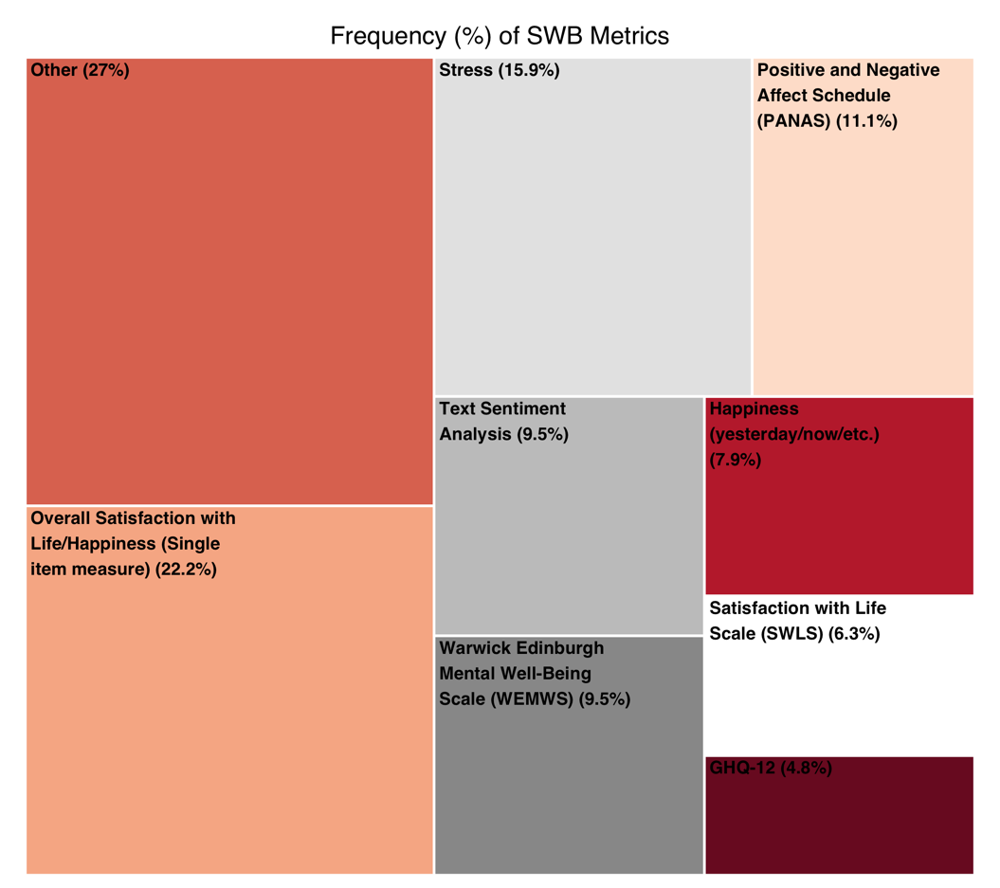 Frequency (%) of SWB Metrics
Other (27%)
Stress (15.9%)
Positive and Negative
Affect Schedule
(PANAS) (11.1%)
Text Sentiment
Analysis (9.5%)
Happiness
(yesterday/now/etc.)
(7.9%)
Overall Satisfaction with
Life/Happiness (Single
item measure) (22.2%)
Satisfaction with Life
Scale (SWLS) (6.3%)
Warwick Edinburgh
Mental Well-Being
Scale (WEMWS) (9.5%)
GHQ-12 (4.8%)